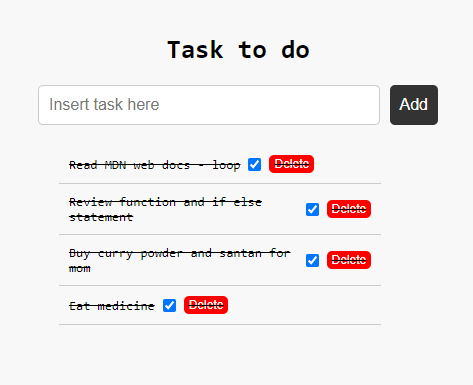 Task to do
Insert task here
Add
Read MDN web docs - loop Delete
Review function and if else
statement
Delete
Buy curry powder and santan for
mom
Delete
Eat medicine Delete